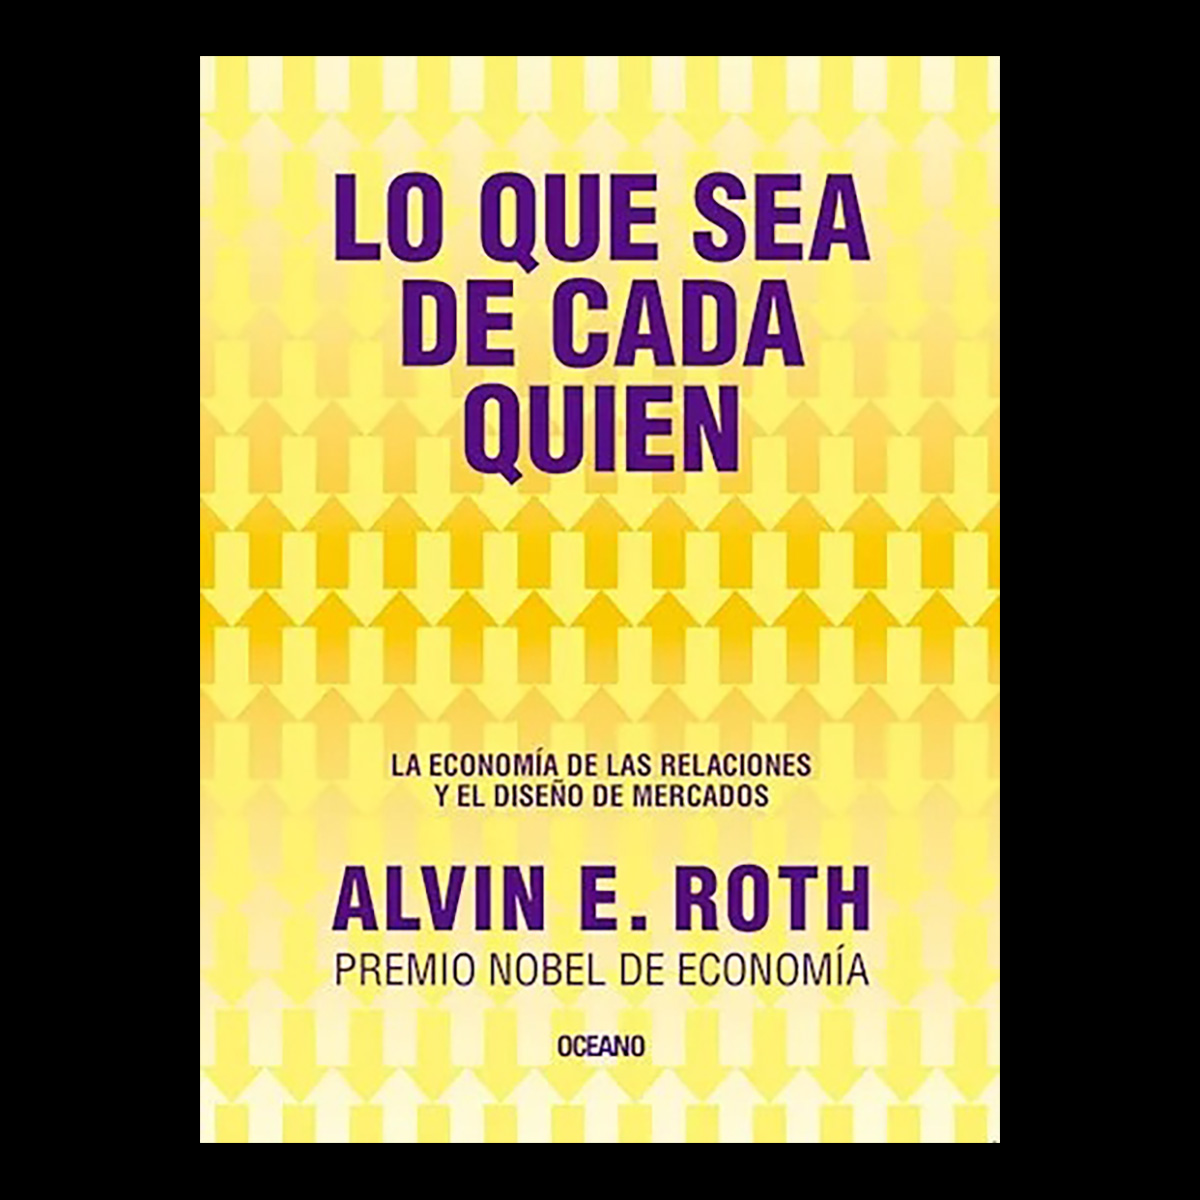 LO QUE SEA
DE CADA
QUIEN
LA ECONOMÍA DE LAS RELACIONES
Y EL DISEÑO DE MERCADOS
ALVIN E. ROTH
PREMIO NOBEL DE ECONOMÍA
OCEANO